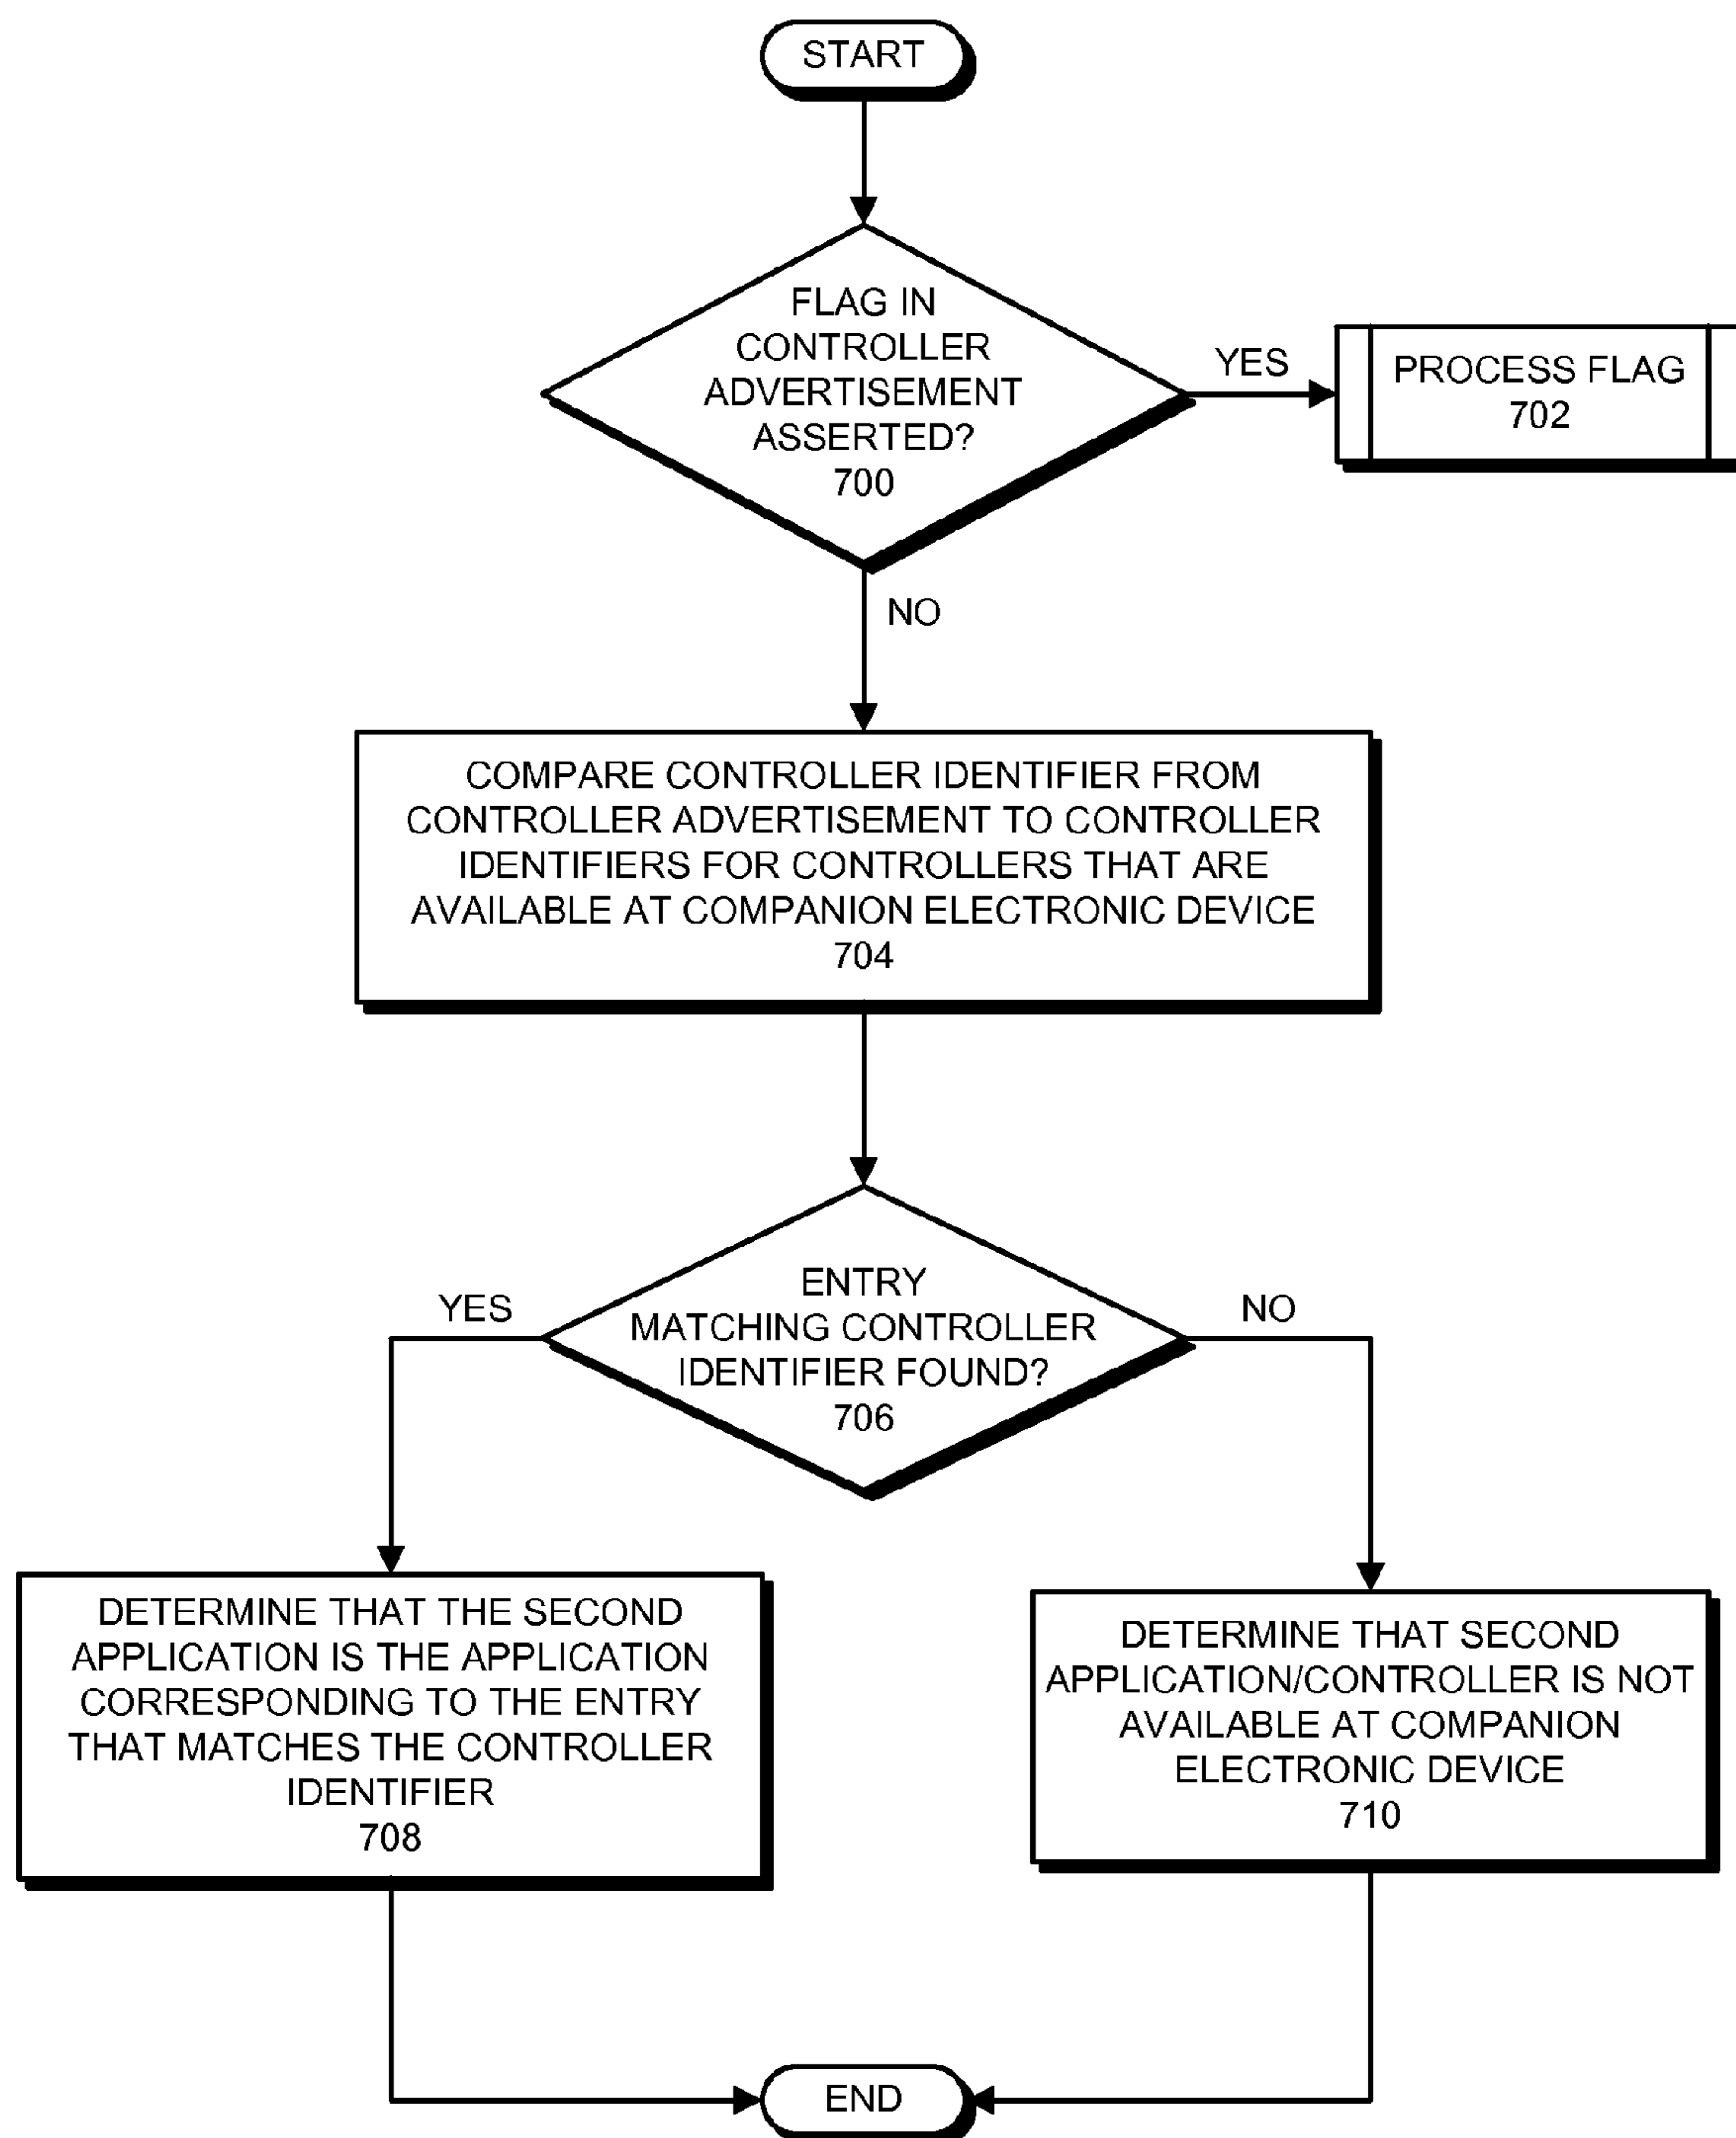 START
FLAG IN
CONTROLLER
ADVERTISEMENT
ASSERTED?
700
YES
PROCESS FLAG
702
NO
COMPARE CONTROLLER IDENTIFIER FROM
CONTROLLER ADVERTISEMENT TO CONTROLLER
IDENTIFIERS FOR CONTROLLERS THAT ARE
AVAILABLE AT COMPANION ELECTRONIC DEVICE
704
ENTRY
MATCHING CONTROLLER
IDENTIFIER FOUND?
706
YES
NO
DETERMINE THAT THE SECOND
APPLICATION IS THE APPLICATION
CORRESPONDING TO THE ENTRY
THAT MATCHES THE CONTROLLER
IDENTIFIER
708
DETERMINE THAT SECOND
APPLICATION/CONTROLLER IS NOT
AVAILABLE AT COMPANION
ELECTRONIC DEVICE
710
END